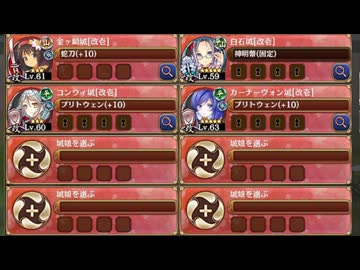 金ヶ崎城[改壱]
蛇刀(+10)
Lv.61
白石城[改壱]
神明幣(固定)
Lv.59
コンウィ城[改壱]
プリトウェン(+10)
Lv.60
カーナーヴォン城[改壱]
プリトウェン(+10)
Lv.63
城娘を選ぶ
城娘を選ぶ
城娘を選ぶ
城娘を選ぶ